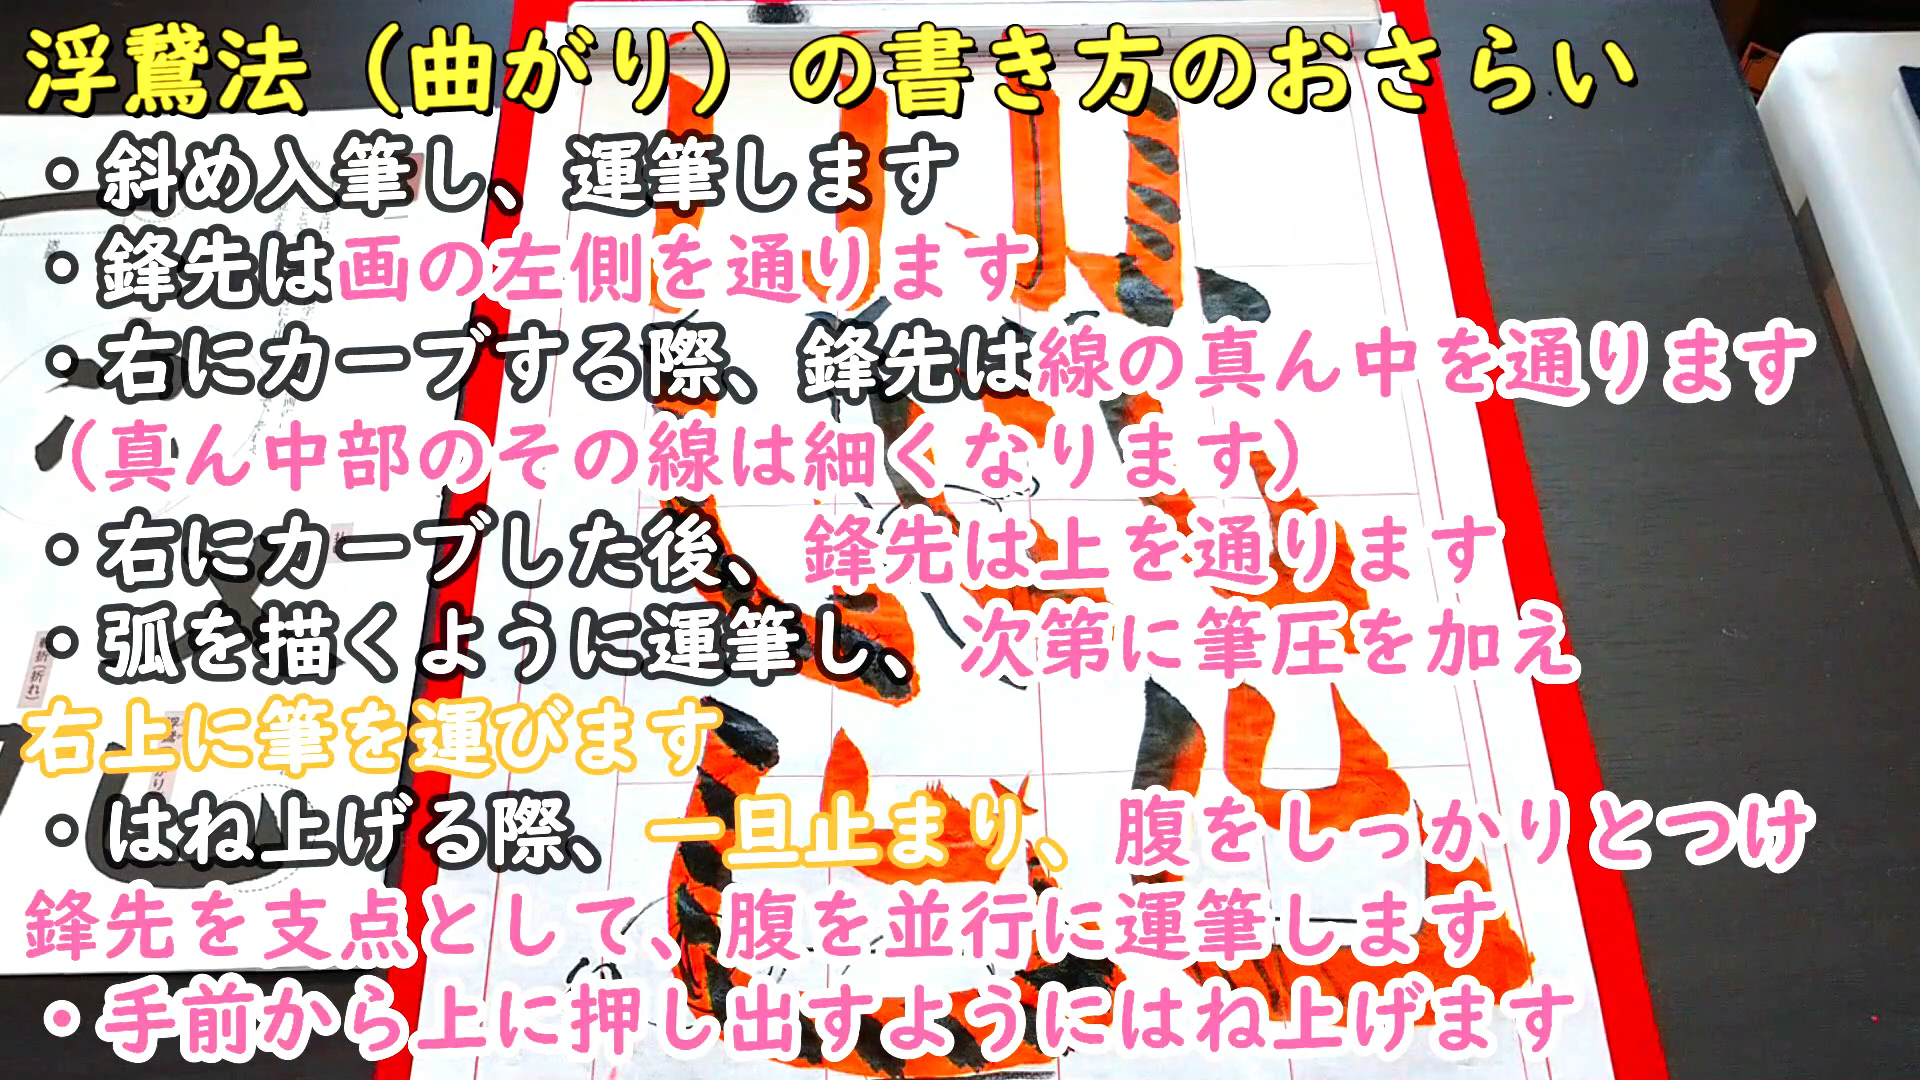 浮鵞法（曲がり）の書き方のおさらい
・斜め入筆し、運筆します
・鋒先は画の左側を通ります
・右にカーブする際、鋒先は線の真ん中を通ります
（真ん中部のその線は細くなります）
・右にカーブした後、鋒先は上を通ります
・弧を描くように運筆し、次第に筆圧を加え
右上に筆を運びます
・はね上げる際、一旦止まり、腹をしっかりとつけ
鋒先を支点として、腹を並行に運筆します
・手前から上に押し出すようにはね上げます